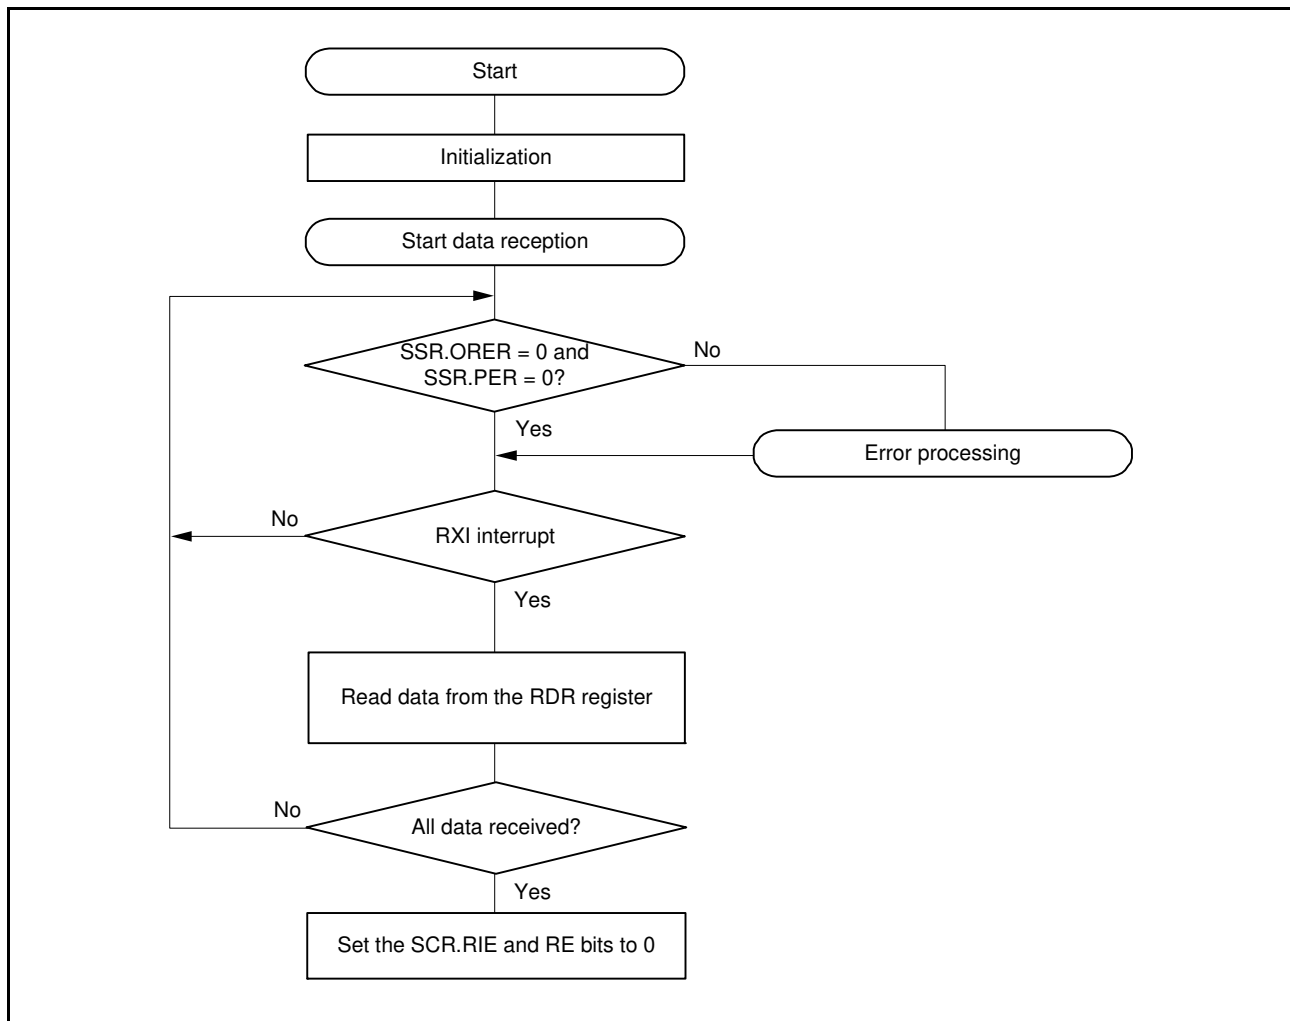 Start
Initialization
Start data reception
SSR.ORER = 0 and
SSR.PER = 0?
No
Yes
Error processing
No
RXI interrupt
Yes
Read data from the RDR register
No
All data received?
Yes
Set the SCR.RIE and RE bits to 0